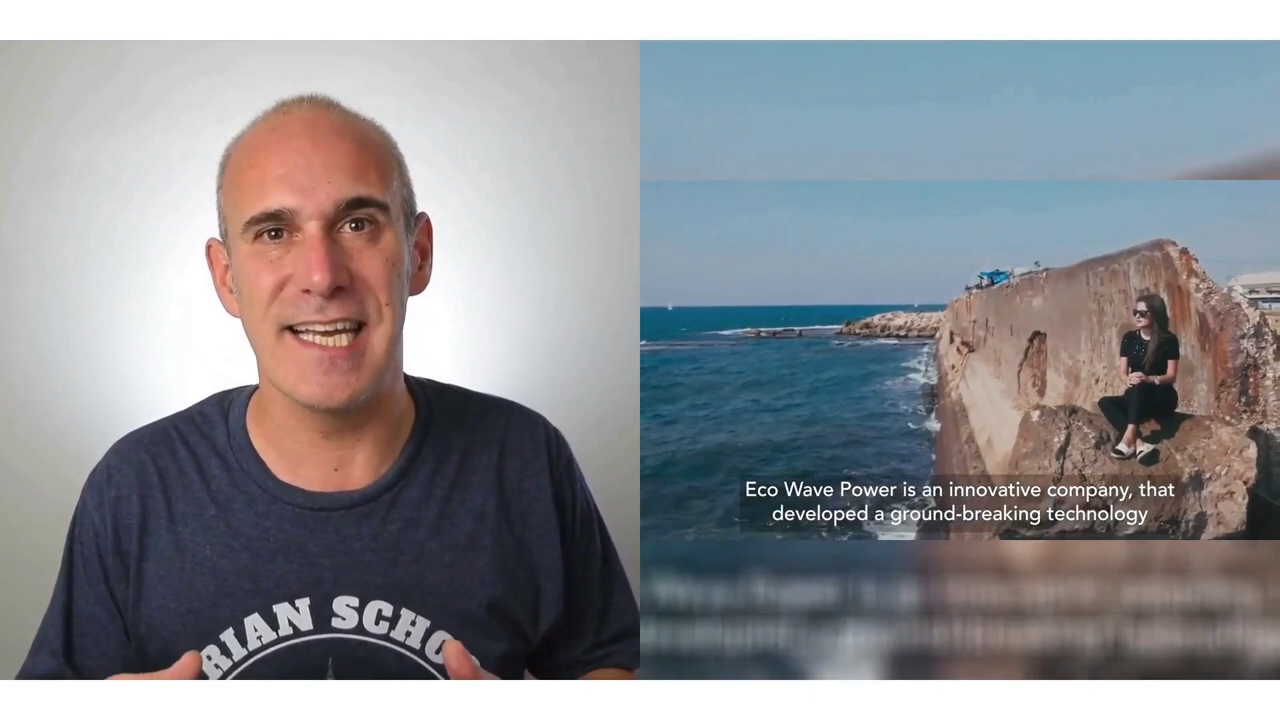 RIAN SCHO
Eco Wave Power is an innovative company, that
developed a ground-breaking technology